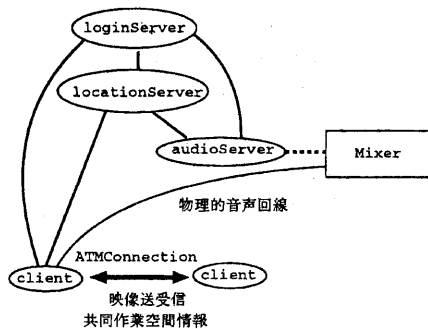 loginServer
locationServer
audioServer
Mixer
物理的音声回線
ATMConnection
client
client
映像送受信
共同作業空間情報